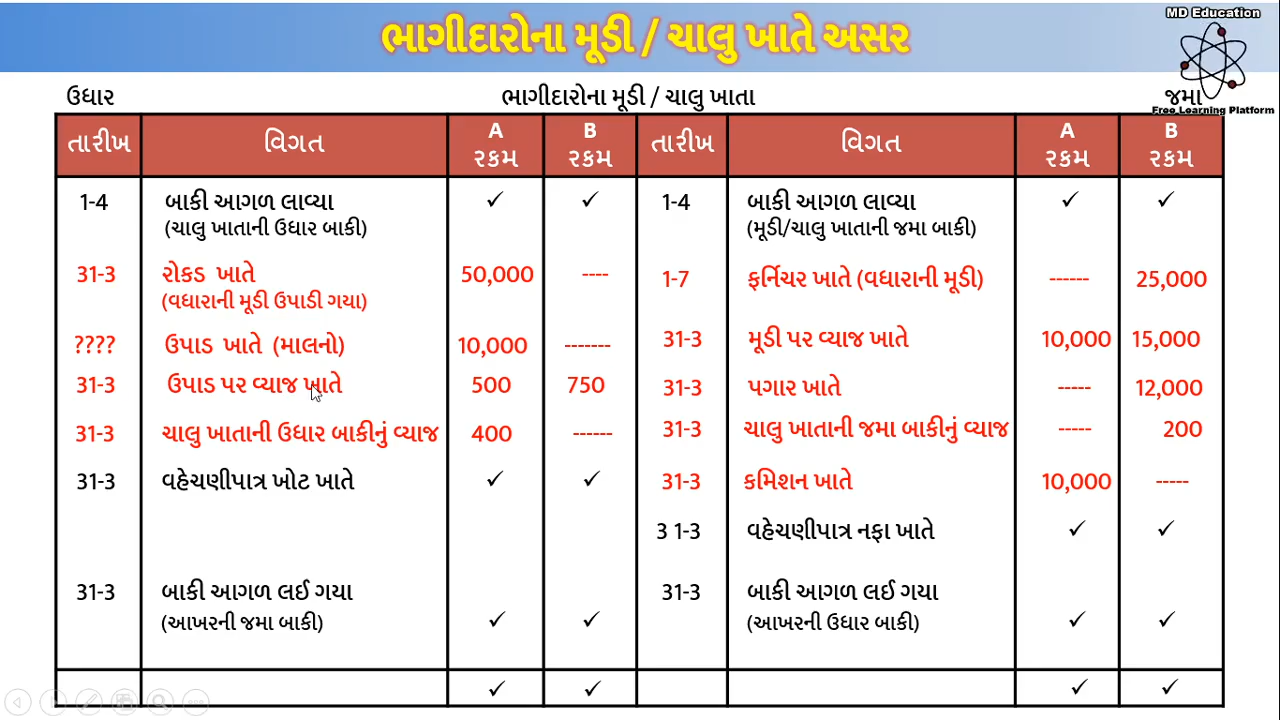 ભાગીદારોના મૂડી / ચાલુ ખાતે અસર
MD Education
Free Learning Platform
ઉધાર ભાગીદારોના મૂડી / ચાલુ ખાતા જમા
તારીખ વિગત A રકમ B રકમ તારીખ વિગત A રકમ B રકમ
1-4 બાકી આગળ લાવ્યા ✓ ✓ 1-4 બાકી આગળ લાવ્યા ✓ ✓
(ચાલુ ખાતાની ઉધાર બાકી) (મૂડી/ચાલુ ખાતાની જમા બાકી)
31-3 રોકડ ખાતે 50,000 ---- 1-7 ફર્નિચર ખાતે (વધારાની મૂડી) ------ 25,000
(વધારાની મૂડી ઉપાડી ગયા)
???? ઉપાડ ખાતે (માલનો) 10,000 ------- 31-3 મૂડી પર વ્યાજ ખાતે 10,000 15,000
31-3 ઉપાડ પર વ્યાજ ખાતે 500 750 31-3 પગાર ખાતે ----- 12,000
31-3 ચાલુ ખાતાની ઉધાર બાકીનું વ્યાજ 400 ------ 31-3 ચાલુ ખાતાની જમા બાકીનું વ્યાજ ----- 200
31-3 વહેચણીપાત્ર ખોટ ખાતે ✓ ✓ 31-3 કમિશન ખાતે 10,000 -----
3 1-3 વહેચણીપાત્ર નફા ખાતે ✓ ✓
31-3 બાકી આગળ લઈ ગયા 31-3 બાકી આગળ લઈ ગયા
(આખરની જમા બાકી) ✓ ✓ (આખરની ઉધાર બાકી) ✓ ✓
✓ ✓ ✓ ✓